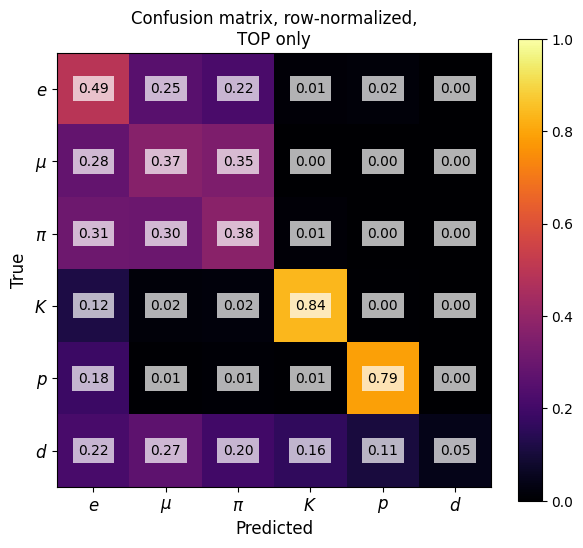 Confusion matrix, row-normalized,
TOP only
True
e 0.49 0.25 0.22 0.01 0.02 0.00
μ 0.28 0.37 0.35 0.00 0.00 0.00
π 0.31 0.30 0.38 0.01 0.00 0.00
K 0.12 0.02 0.02 0.84 0.00 0.00
p 0.18 0.01 0.01 0.01 0.79 0.00
d 0.22 0.27 0.20 0.16 0.11 0.05
e μ π K p d
Predicted
1.0
0.8
0.6
0.4
0.2
0.0